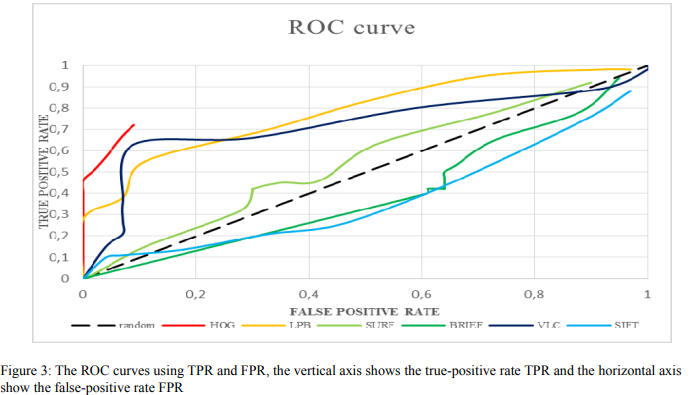 ROC curve
TRUE POSITIVE RATE
1
0,9
0,8
0,7
0,6
0,5
0,4
0,3
0,2
0,1
0
0 0,2 0,4 0,6 0,8 1
FALSE POSITIVE RATE
random HOG LPB SURF BRIEF VLC SIFT
Figure 3: The ROC curves using TPR and FPR, the vertical axis shows the true-positive rate TPR and the horizontal axis
show the false-positive rate FPR